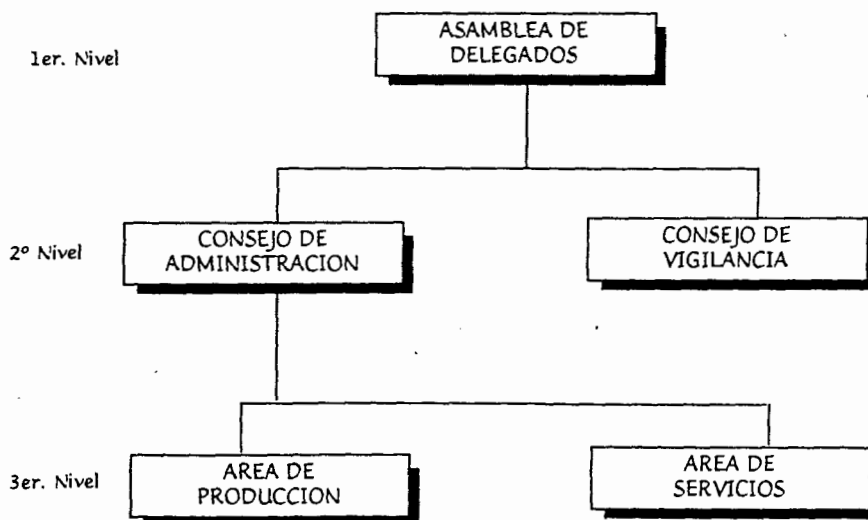 1er. Nivel
ASAMBLEA DE
DELEGADOS
2º Nivel
CONSEJO DE
ADMINISTRACION
CONSEJO DE
VIGILANCIA
3er. Nivel
AREA DE
PRODUCCION
AREA DE
SERVICIOS